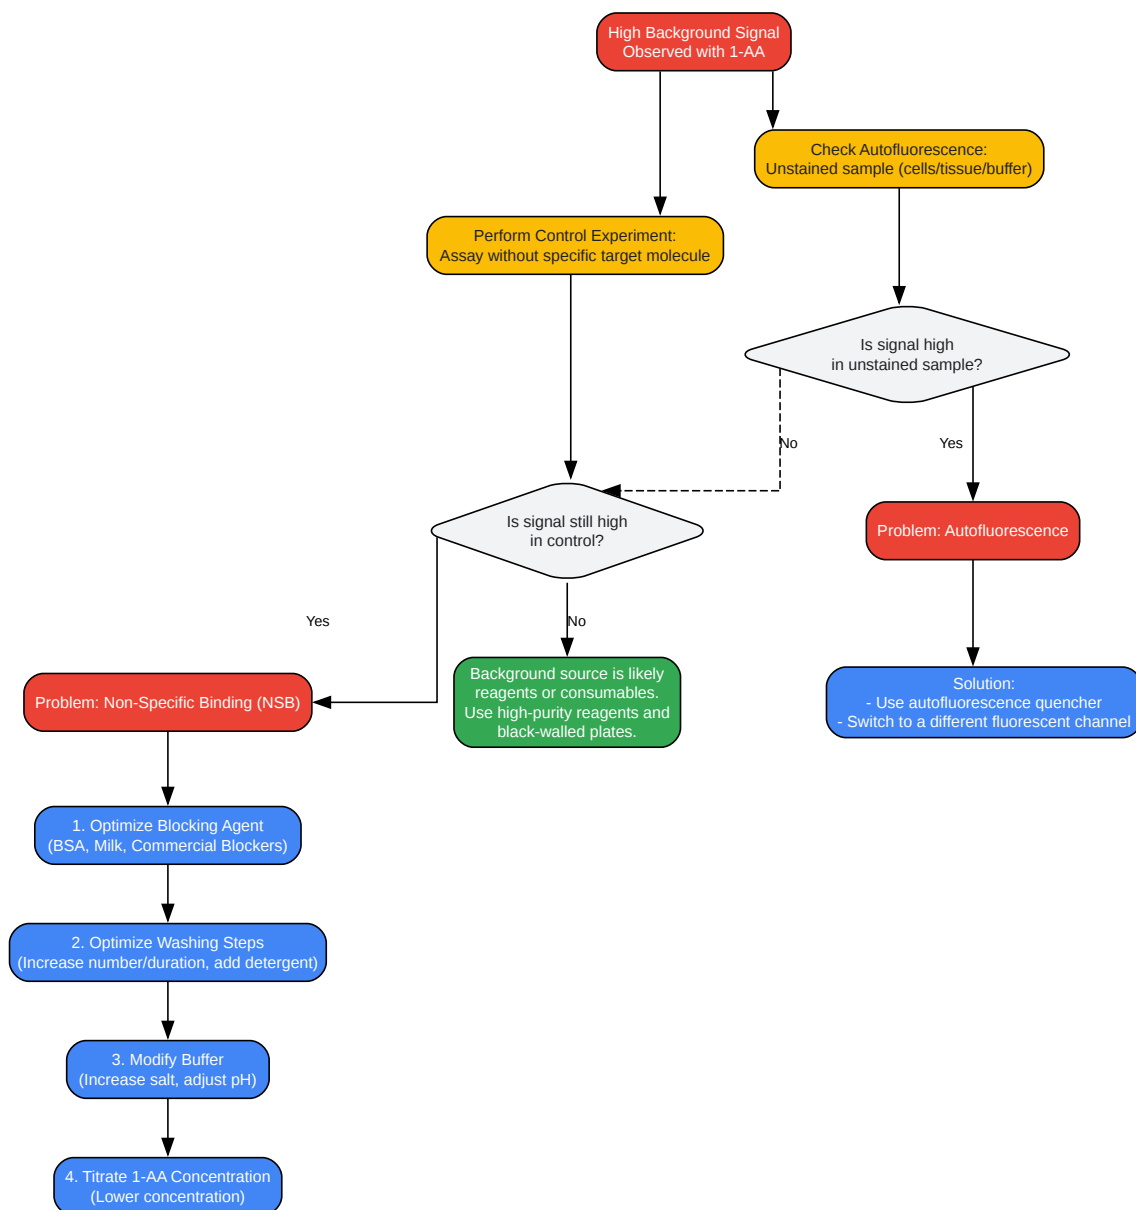 High Background Signal
Observed with 1-AA
Check Autofluorescence:
Unstained sample (cells/tissue/buffer)
Perform Control Experiment:
Assay without specific target molecule
Is signal high
in unstained sample?
No
Yes
Is signal still high
in control?
Problem: Autofluorescence
Yes
No
Background source is likely
reagents or consumables.
Use high-purity reagents and
black-walled plates.
Solution:
- Use autofluorescence quencher
- Switch to a different fluorescent channel
Problem: Non-Specific Binding (NSB)
1. Optimize Blocking Agent
(BSA, Milk, Commercial Blockers)
2. Optimize Washing Steps
(Increase number/duration, add detergent)
3. Modify Buffer
(Increase salt, adjust pH)
4. Titrate 1-AA Concentration
(Lower concentration)